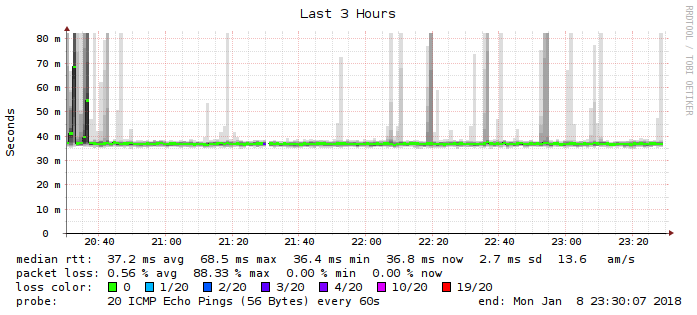 Last 3 Hours
RRDTOOL / TOBI OETIKER
Seconds
80 m
70 m
60 m
50 m
40 m
30 m
20 m
10 m
0
20:40 21:00 21:20 21:40 22:00 22:20 22:40 23:00 23:20
median rtt: 37.2 ms avg 68.5 ms max 36.4 ms min 36.8 ms now 2.7 ms sd 13.6 am/s
packet loss: 0.56 % avg 88.33 % max 0.00 % min 0.00 % now
loss color: 0 1/20 2/20 3/20 4/20 10/20 19/20
probe: 20 ICMP Echo Pings (56 Bytes) every 60s end: Mon Jan 8 23:30:07 2018